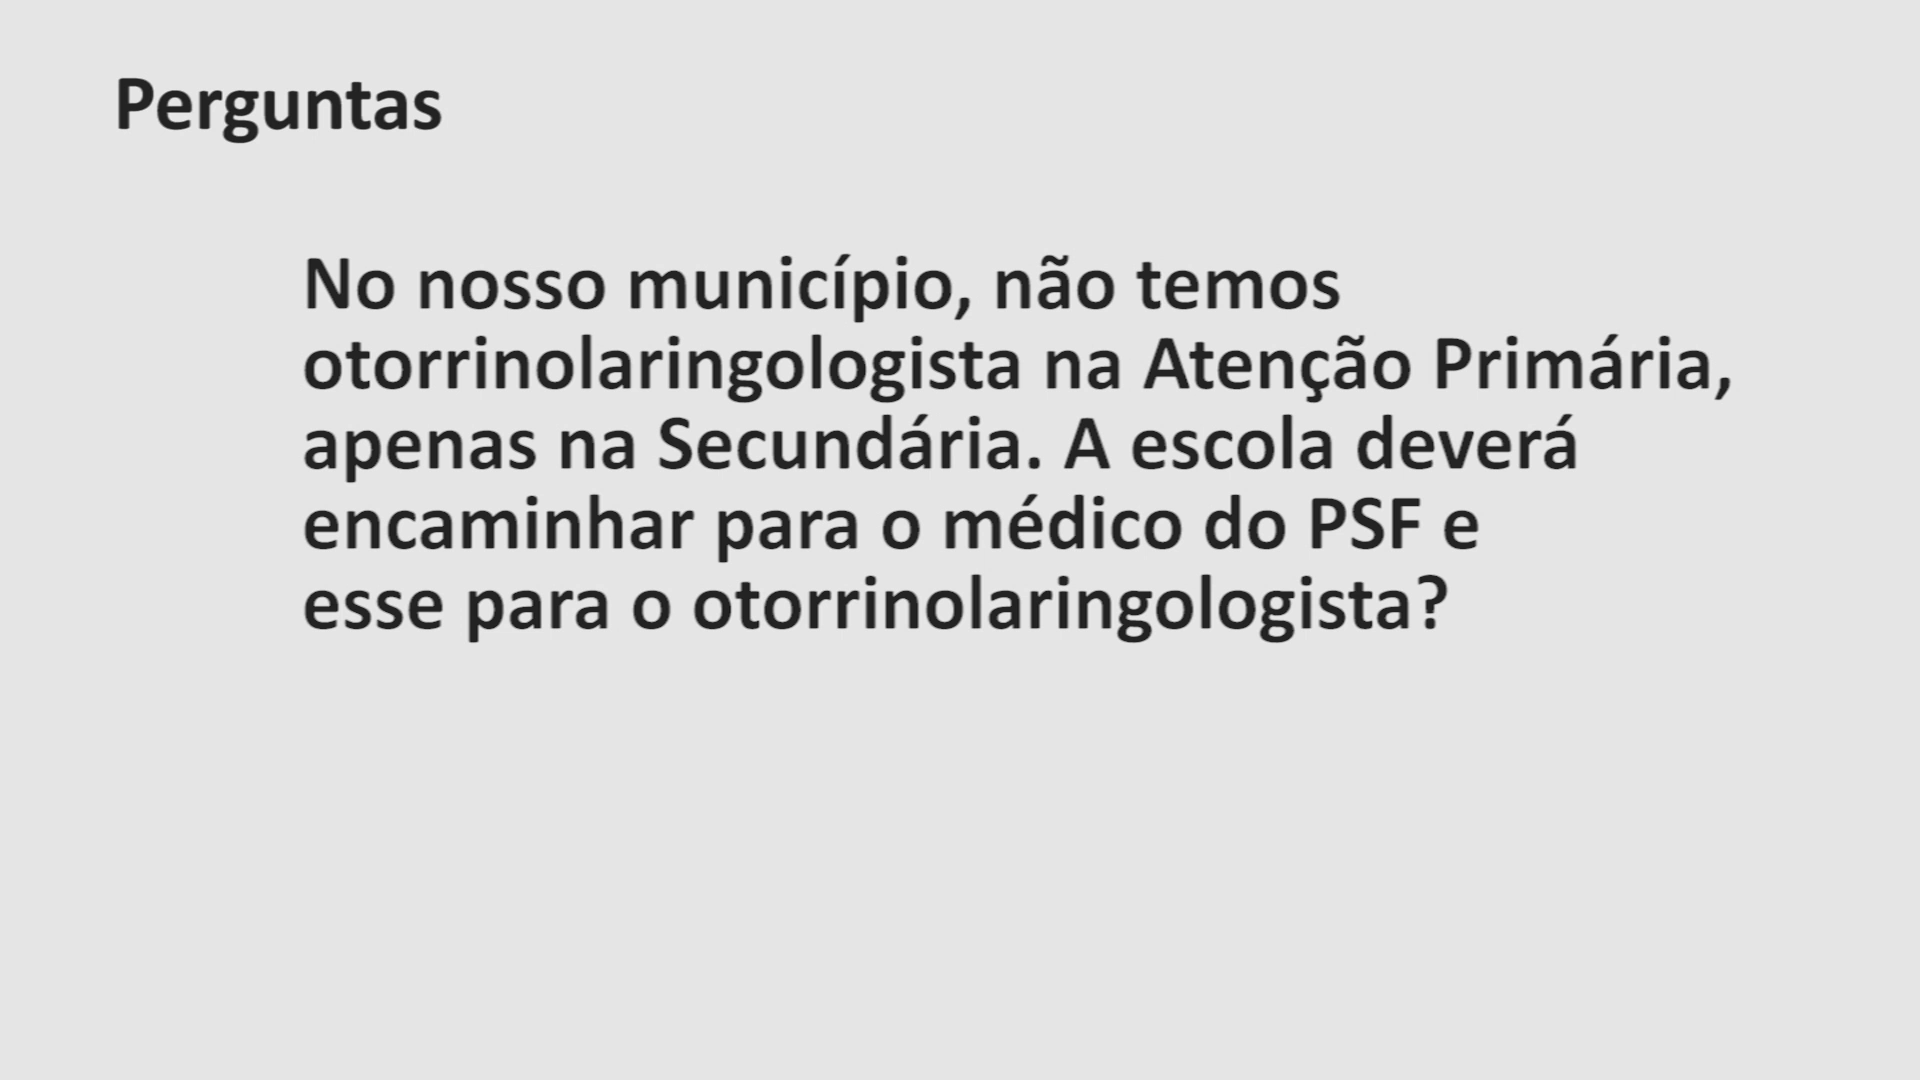 Perguntas
No nosso município, não temos
otorrinolaringologista na Atenção Primária,
apenas na Secundária. A escola deverá
encaminhar para o médico do PSF e
esse para o otorrinolaringologista?